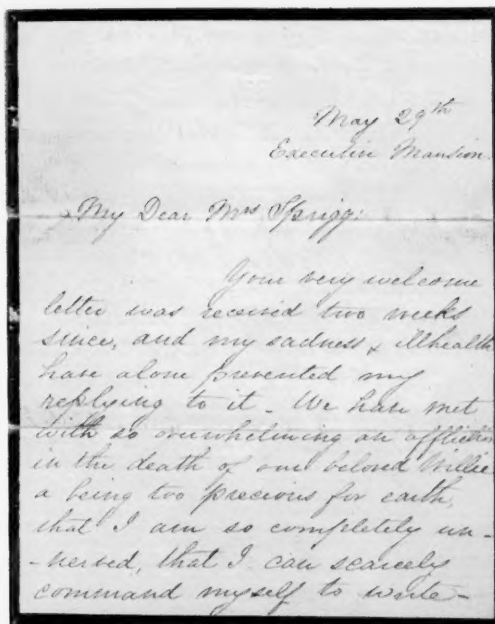 May 29th
Executive Mansion.
My Dear Mrs Sprigg:
Your very welcome
letter was received two weeks
since, and my sadness & ill health
have alone prevented my
replying to it - We have met
with so overwhelming an affliction
in the death of our beloved Willie
a being too precious for earth,
that I am so completely un-
-nerved, that I can scarcely
command myself to write -